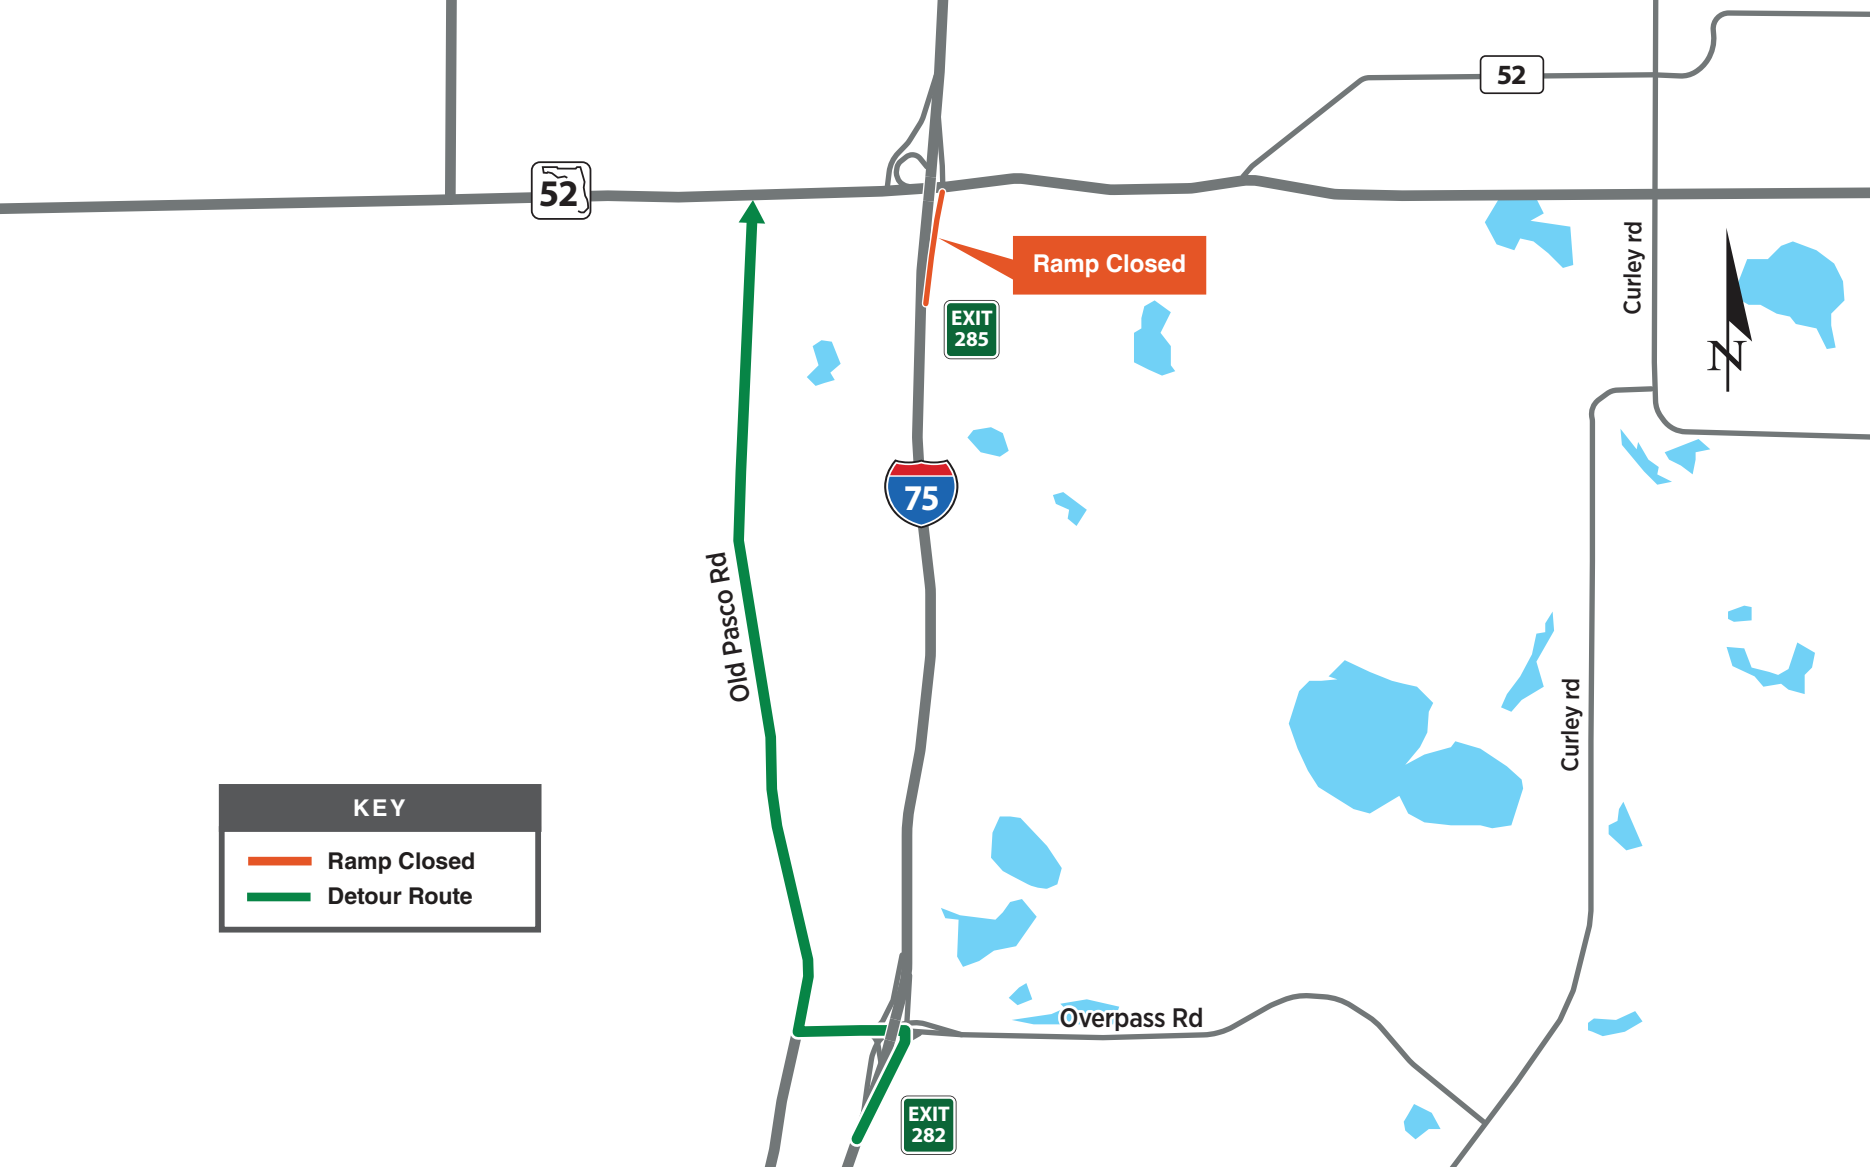 52
52
Curley rd
Ramp Closed
EXIT
285
N
75
Old Pasco Rd
Curley rd
KEY
Ramp Closed
Detour Route
Overpass Rd
EXIT
282